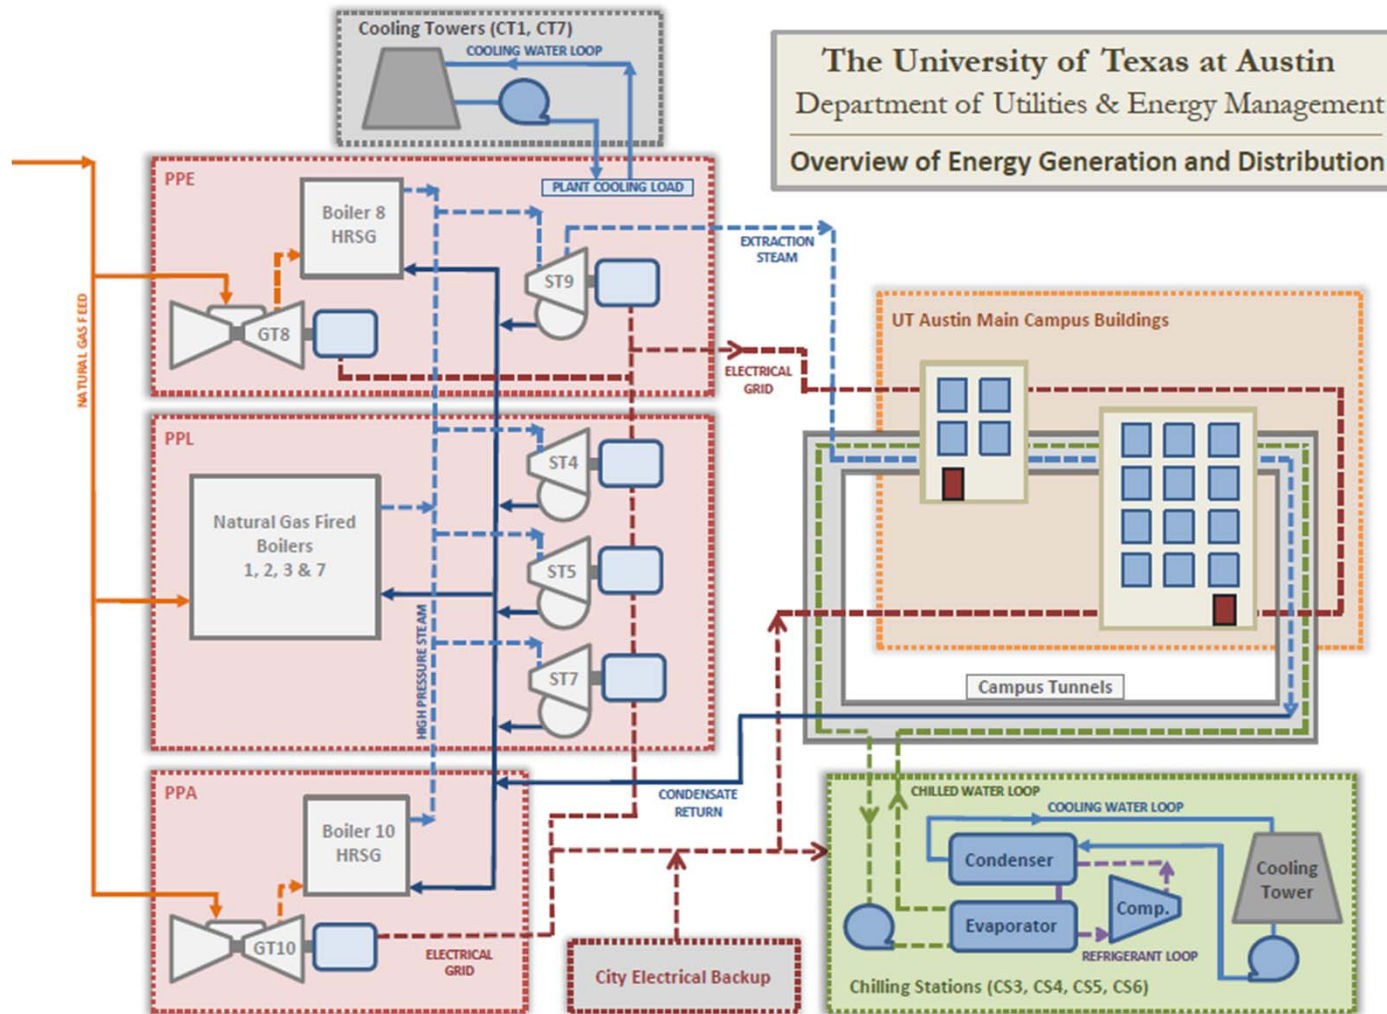 Cooling Towers (CT1, CT7)
COOLING WATER LOOP
The University of Texas at Austin
Department of Utilities & Energy Management
Overview of Energy Generation and Distribution
PPE
PLANT COOLING LOAD
Boiler 8
HRSG
EXTRACTION
STEAM
ST9
NATURAL GAS FEED
GT8
UT Austin Main Campus Buildings
ELECTRICAL
GRID
PPL
ST4
Natural Gas Fired
Boilers
1, 2, 3 & 7
ST5
HIGH PRESSURE STEAM
ST7
Campus Tunnels
PPA
CONDENSATE
RETURN
CHILLED WATER LOOP
COOLING WATER LOOP
Boiler 10
HRSG
Condenser
Cooling
Tower
Comp.
Evaporator
GT10
ELECTRICAL
GRID
REFRIGERANT LOOP
City Electrical Backup
Chilling Stations (CS3, CS4, CS5, CS6)